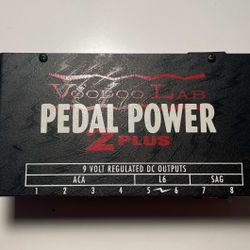 VOODOO LAB
PEDAL POWER
2 PLUS
9 VOLT REGULATED DC OUTPUTS
ACA L6 SAG
1 2 3 4 5 6 7 8